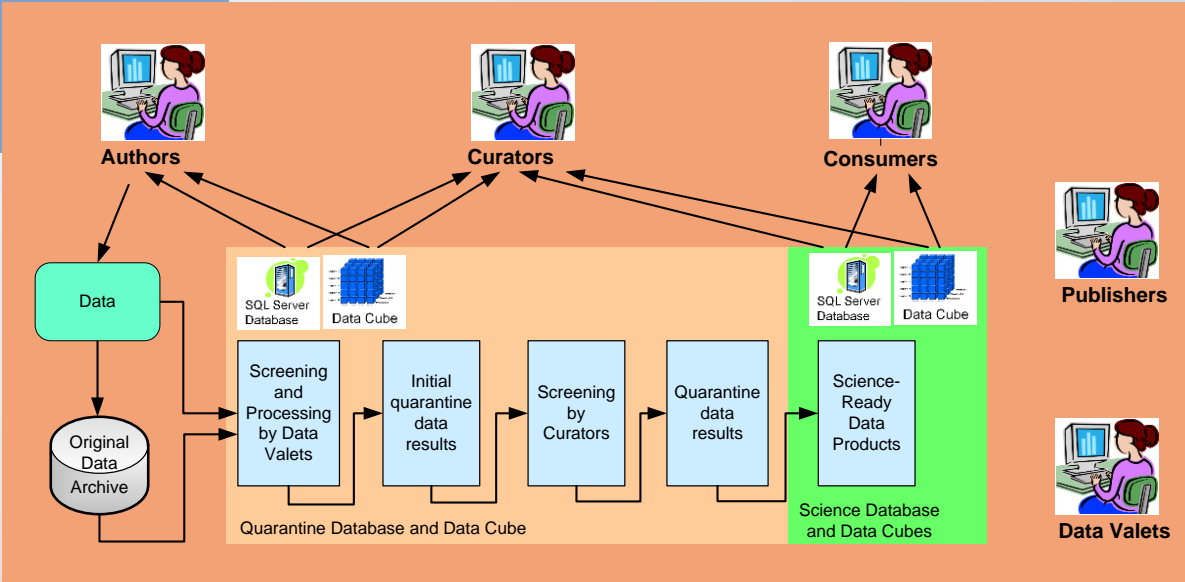 Authors
Curators
Consumers
Publishers
Data
SQL Server
Database
Data Cube
SQL Server
Database
Data Cube
Screening
and
Processing
by Data
Valets
Initial
quarantine
data
results
Screening
by
Curators
Quarantine
data
results
Science-
Ready
Data
Products
Original
Data
Archive
Quarantine Database and Data Cube
Science Database
and Data Cubes
Data Valets